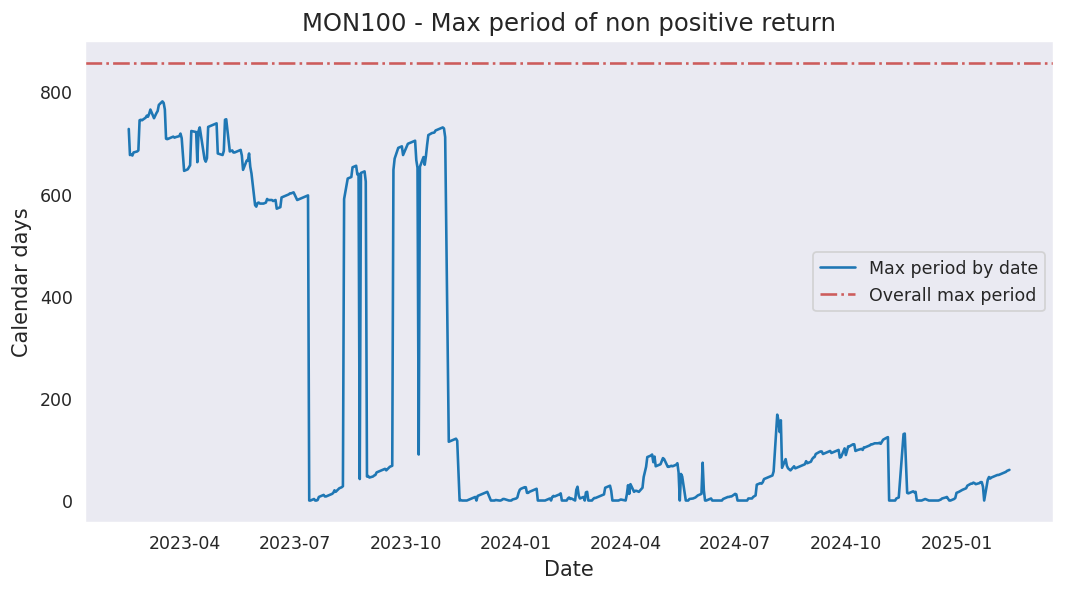 MON100 - Max period of non positive return
Calendar days
800
600
400
200
0
Max period by date
Overall max period
2023-04 2023-07 2023-10 2024-01 2024-04 2024-07 2024-10 2025-01
Date